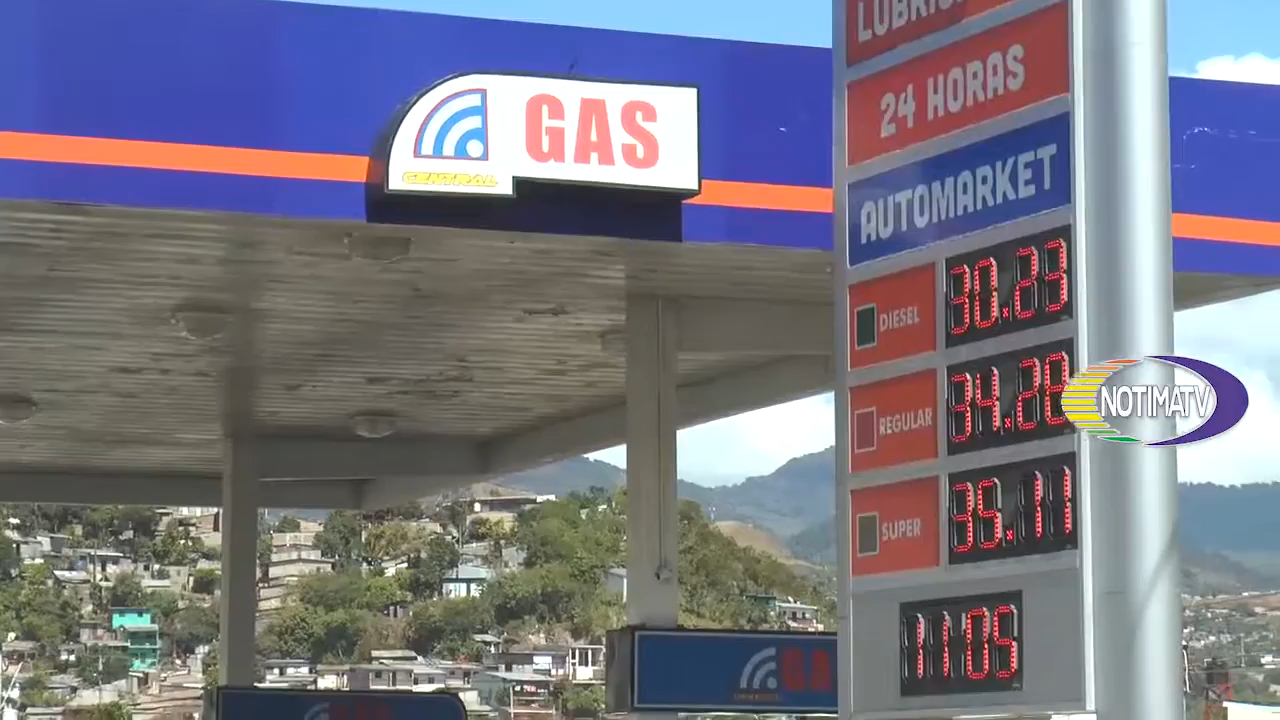 24 HORAS
AUTOMARKET
GAS
CENTRAL
DIESEL 30.23
REGULAR 34.28
SUPER 35.11
11:05
NOTIMATV